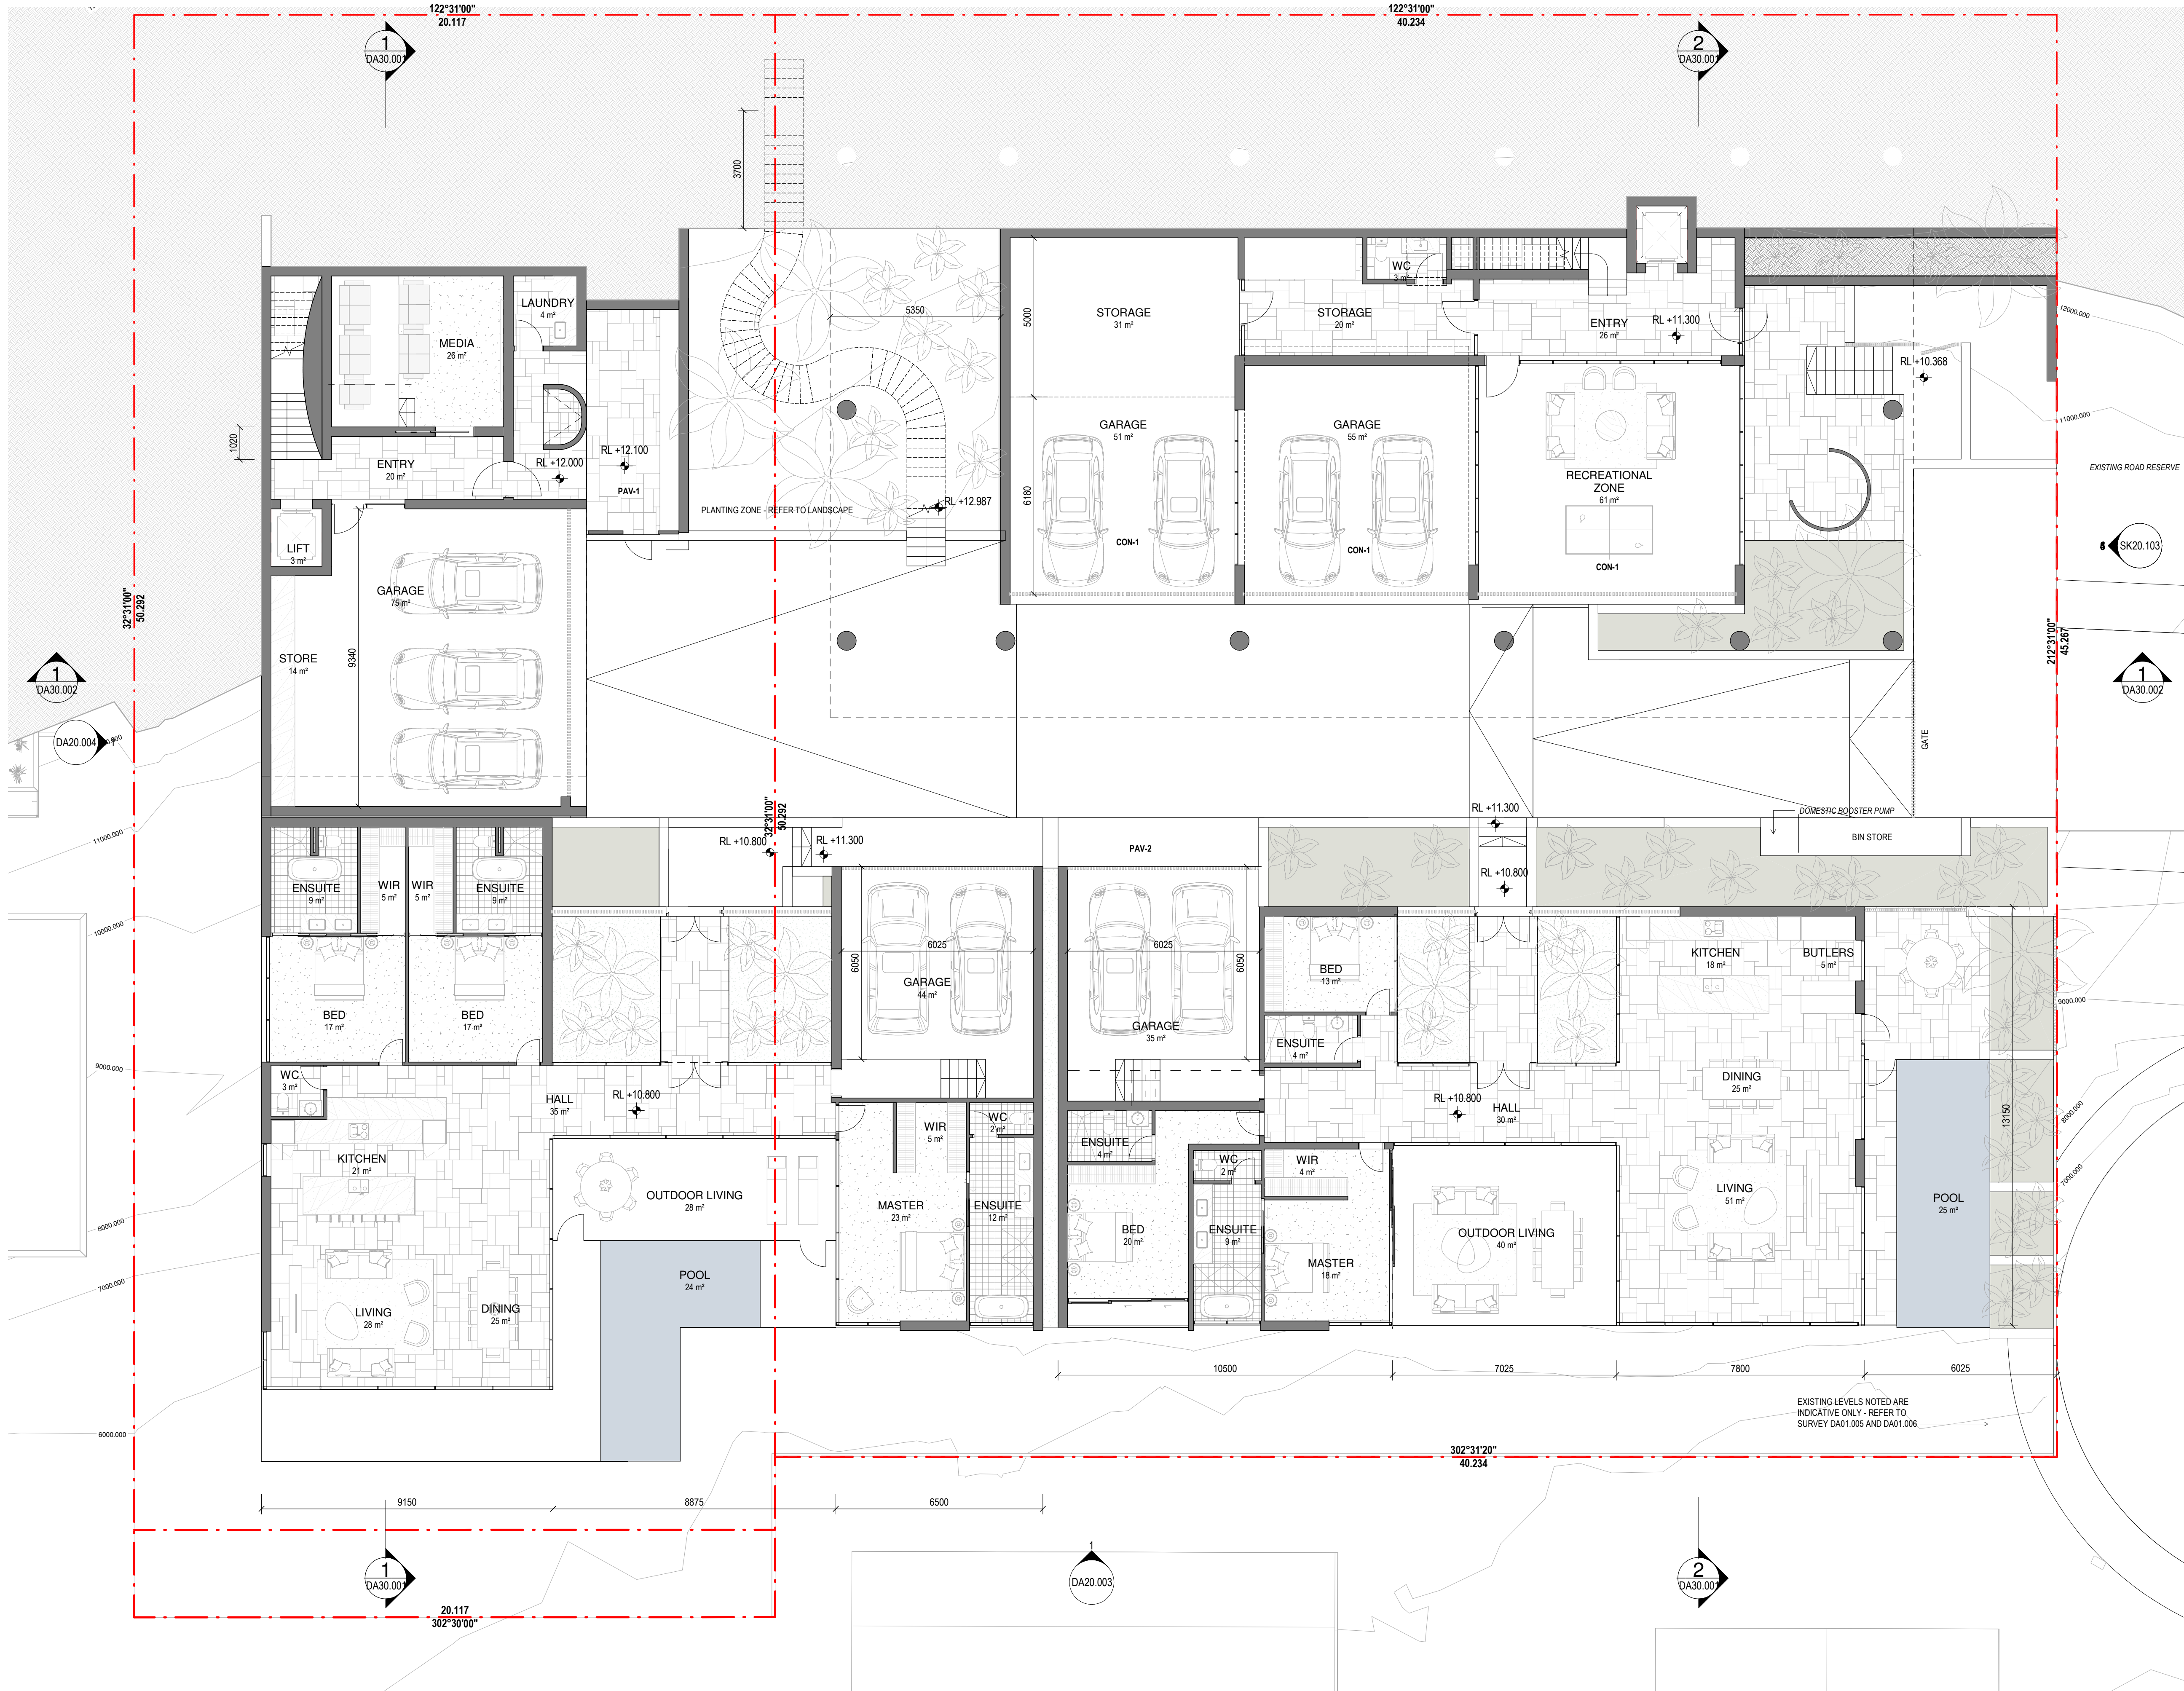 122°31'00"
20.117
122°31'00"
40.234
1
DA30.001
2
DA30.001
3700
5350
5000
6180
LAUNDRY
4 m²
MEDIA
26 m²
ENTRY
20 m²
1020
RL +12.000
RL +12.100
PAV-1
PLANTING ZONE - REFER TO LANDSCAPE
RL +12.987
STORAGE
31 m²
WC
3 m²
STORAGE
20 m²
ENTRY
26 m²
RL +11.300
RL +10.368
12000.000
11000.000
EXISTING ROAD RESERVE
GARAGE
51 m²
CON-1
GARAGE
55 m²
CON-1
RECREATIONAL
ZONE
61 m²
CON-1
SK20.103
LIFT
3 m²
GARAGE
75 m²
STORE
14 m²
9340
32°31'00"
50.292
212°31'00"
45.267
1
DA30.002
1
DA30.002
DA20.004
1
GATE
32°31'00"
50.292
RL +10.800
RL +11.300
PAV-2
RL +11.300
RL +10.800
DOMESTIC BOOSTER PUMP
BIN STORE
11000.000
10000.000
9000.000
8000.000
7000.000
6000.000
ENSUITE
9 m²
WIR
5 m²
WIR
5 m²
ENSUITE
9 m²
BED
17 m²
BED
17 m²
WC
3 m²
HALL
35 m²
RL +10.800
KITCHEN
21 m²
LIVING
28 m²
DINING
25 m²
OUTDOOR LIVING
28 m²
POOL
24 m²
6025
6050
GARAGE
44 m²
WIR
5 m²
WC
2 m²
MASTER
23 m²
ENSUITE
12 m²
6025
6050
GARAGE
35 m²
BED
13 m²
ENSUITE
4 m²
ENSUITE
4 m²
BED
20 m²
WC
2 m²
ENSUITE
9 m²
WIR
4 m²
MASTER
18 m²
RL +10.800
HALL
30 m²
OUTDOOR LIVING
40 m²
KITCHEN
18 m²
BUTLERS
5 m²
DINING
25 m²
LIVING
51 m²
POOL
25 m²
13150
9000.000
8000.000
7000.000
10500
7025
7800
6025
EXISTING LEVELS NOTED ARE
INDICATIVE ONLY - REFER TO
SURVEY DA01.005 AND DA01.006
302°31'20"
40.234
9150
8875
6500
1
DA30.001
1
DA20.003
2
DA30.001
20.117
302°30'00"